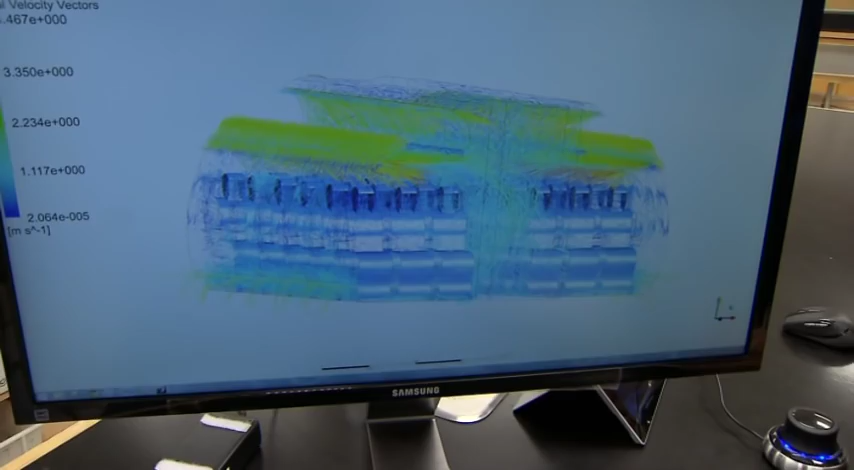 Velocity Vectors
.467e+000
3.350e+000
2.234e+000
1.117e+000
2.064e-005
[m s^-1]
SAMSUNG